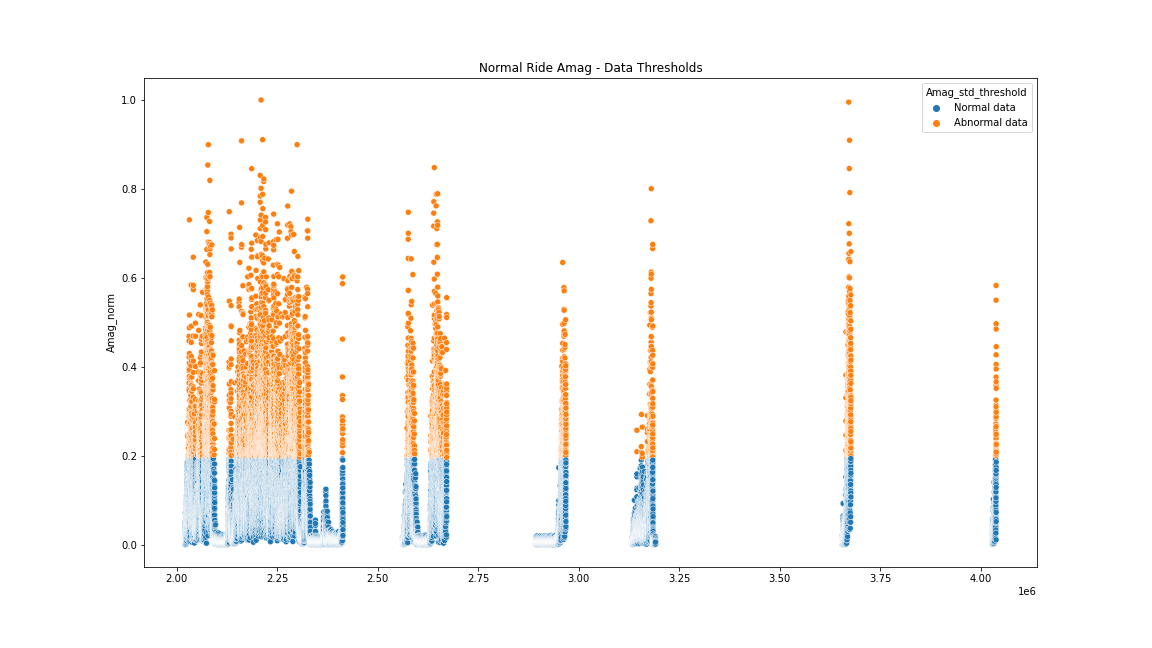 Normal Ride Amag - Data Thresholds
Amag_std_threshold
Normal data
Abnormal data
Amag_norm
1.0
0.8
0.6
0.4
0.2
0.0
2.00 2.25 2.50 2.75 3.00 3.25 3.50 3.75 4.00
1e6